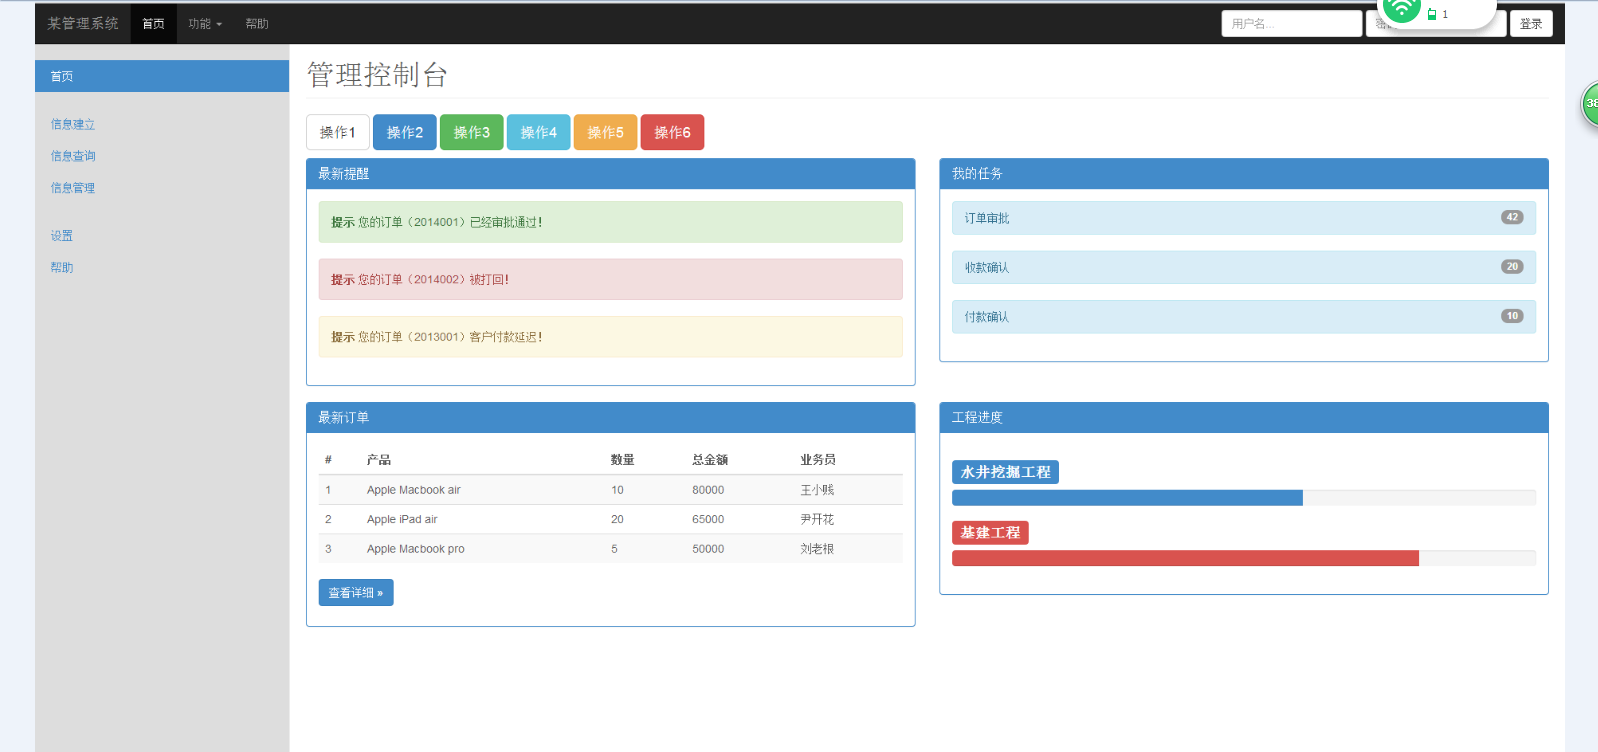 某管理系统 首页 功能 帮助 用户名... 登录
1
首页
信息建立
信息查询
信息管理
设置
帮助
管理控制台
操作1 操作2 操作3 操作4 操作5 操作6
最新提醒
提示 您的订单（2014001）已经审批通过！
提示 您的订单（2014002）被打回！
提示 您的订单（2013001）客户付款延迟！
我的任务
订单审批 42
收款确认 20
付款确认 10
最新订单
# 产品 数量 总金额 业务员
1 Apple Macbook air 10 80000 王小贱
2 Apple iPad air 20 65000 尹开花
3 Apple Macbook pro 5 50000 刘老根
查看详细 »
工程进度
水井挖掘工程
基建工程